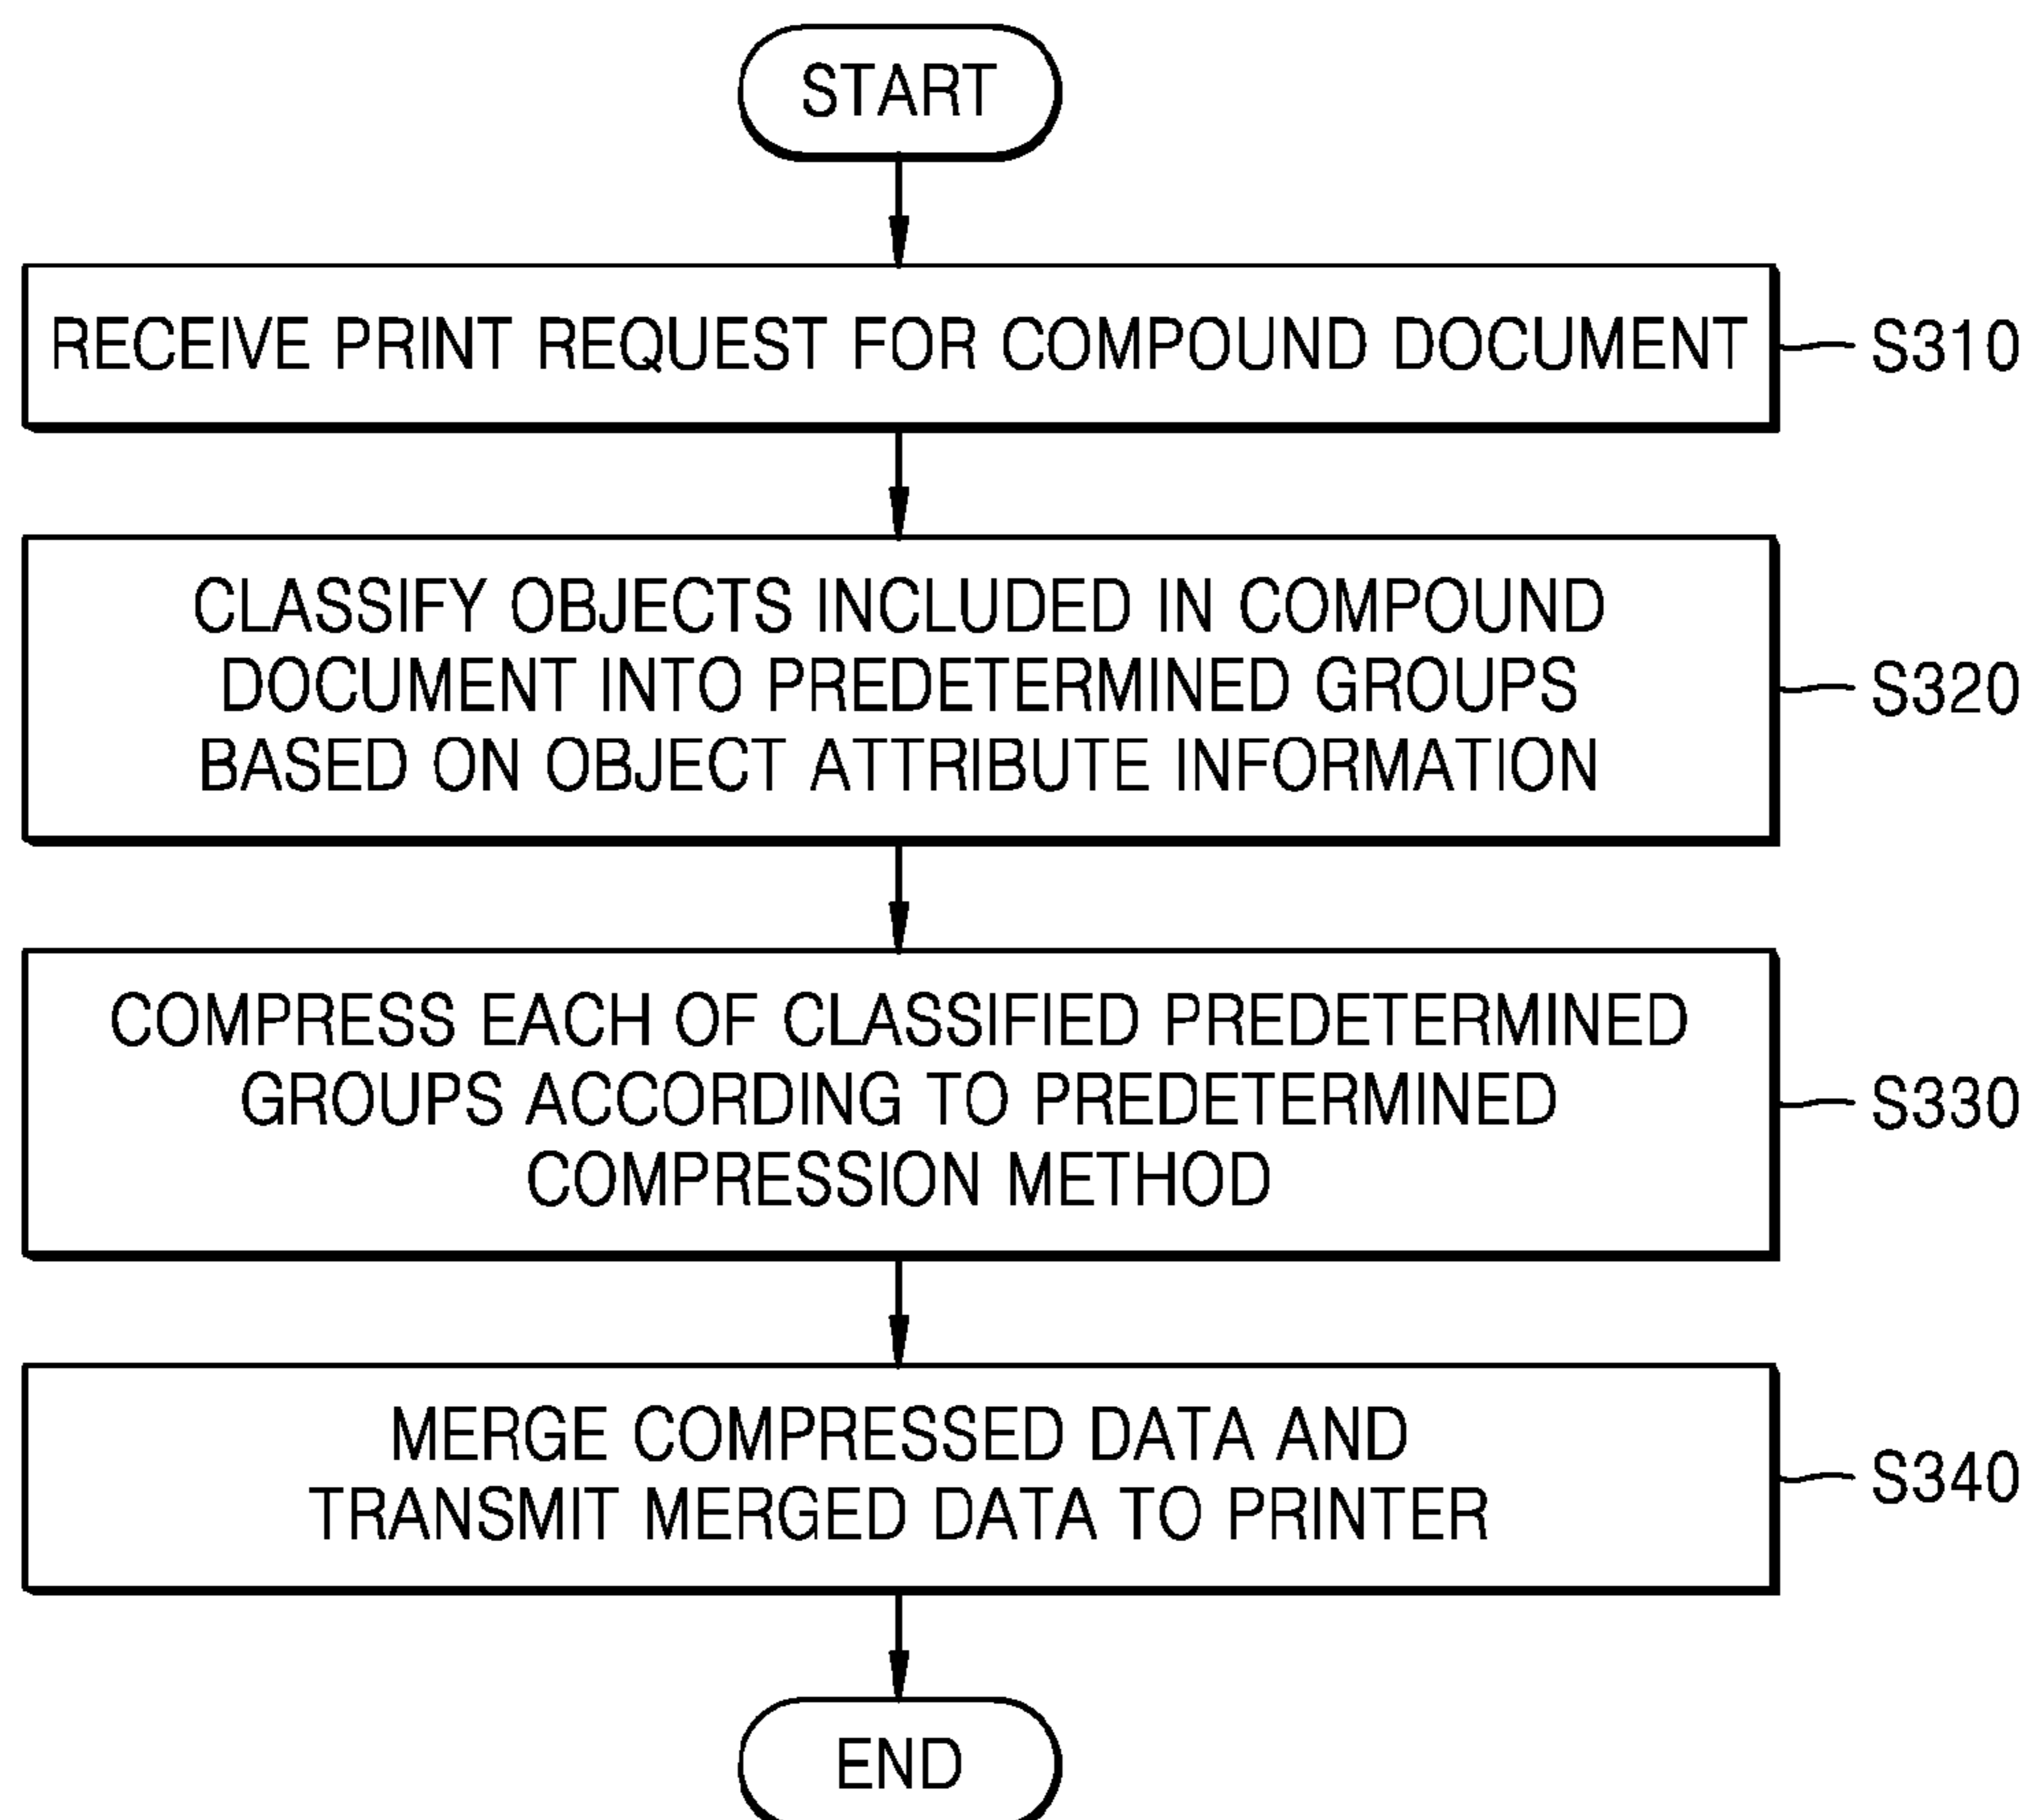 START
RECEIVE PRINT REQUEST FOR COMPOUND DOCUMENT
S310
CLASSIFY OBJECTS INCLUDED IN COMPOUND
DOCUMENT INTO PREDETERMINED GROUPS
BASED ON OBJECT ATTRIBUTE INFORMATION
S320
COMPRESS EACH OF CLASSIFIED PREDETERMINED
GROUPS ACCORDING TO PREDETERMINED
COMPRESSION METHOD
S330
MERGE COMPRESSED DATA AND
TRANSMIT MERGED DATA TO PRINTER
S340
END